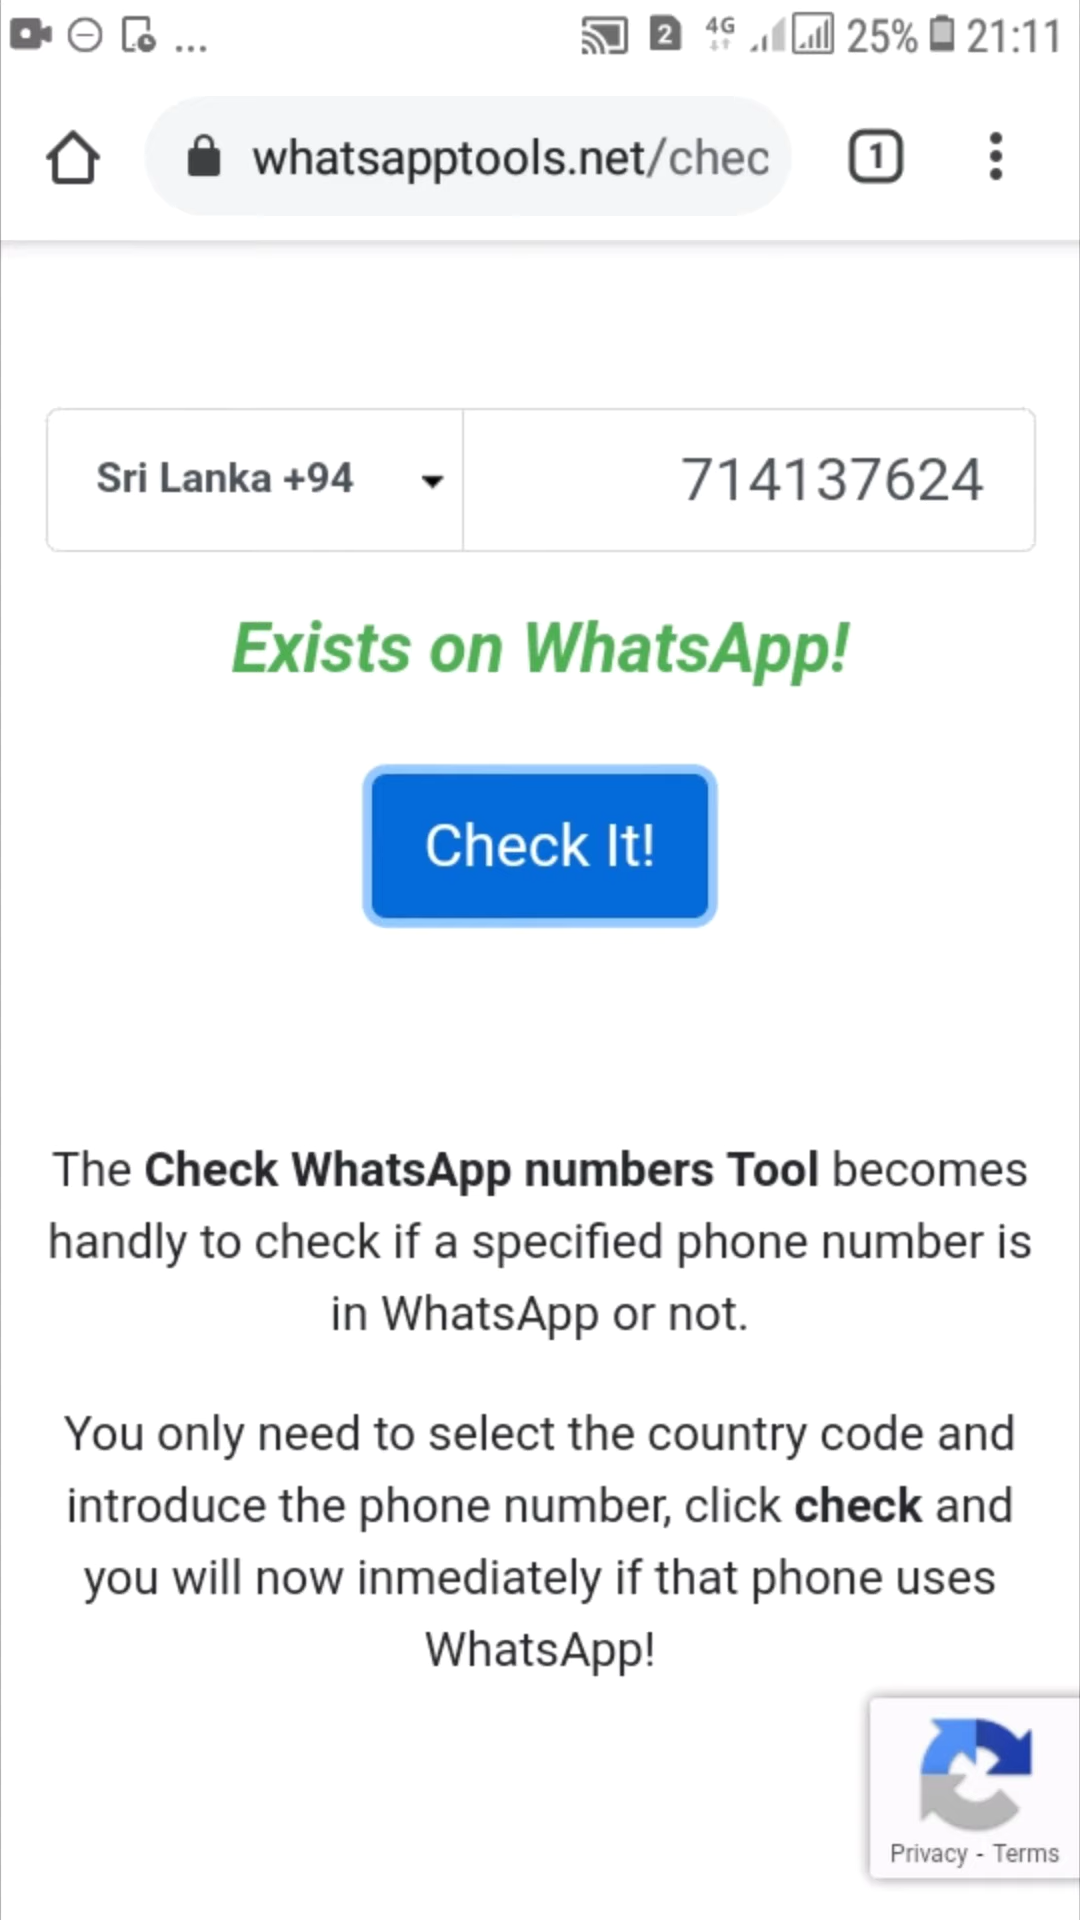 ... 2 4G 25% 21:11
whatsapptools.net/chec 1
Sri Lanka +94 714137624
Exists on WhatsApp!
Check It!
The Check WhatsApp numbers Tool becomes
handly to check if a specified phone number is
in WhatsApp or not.
You only need to select the country code and
introduce the phone number, click check and
you will now inmediately if that phone uses
WhatsApp!
Privacy - Terms